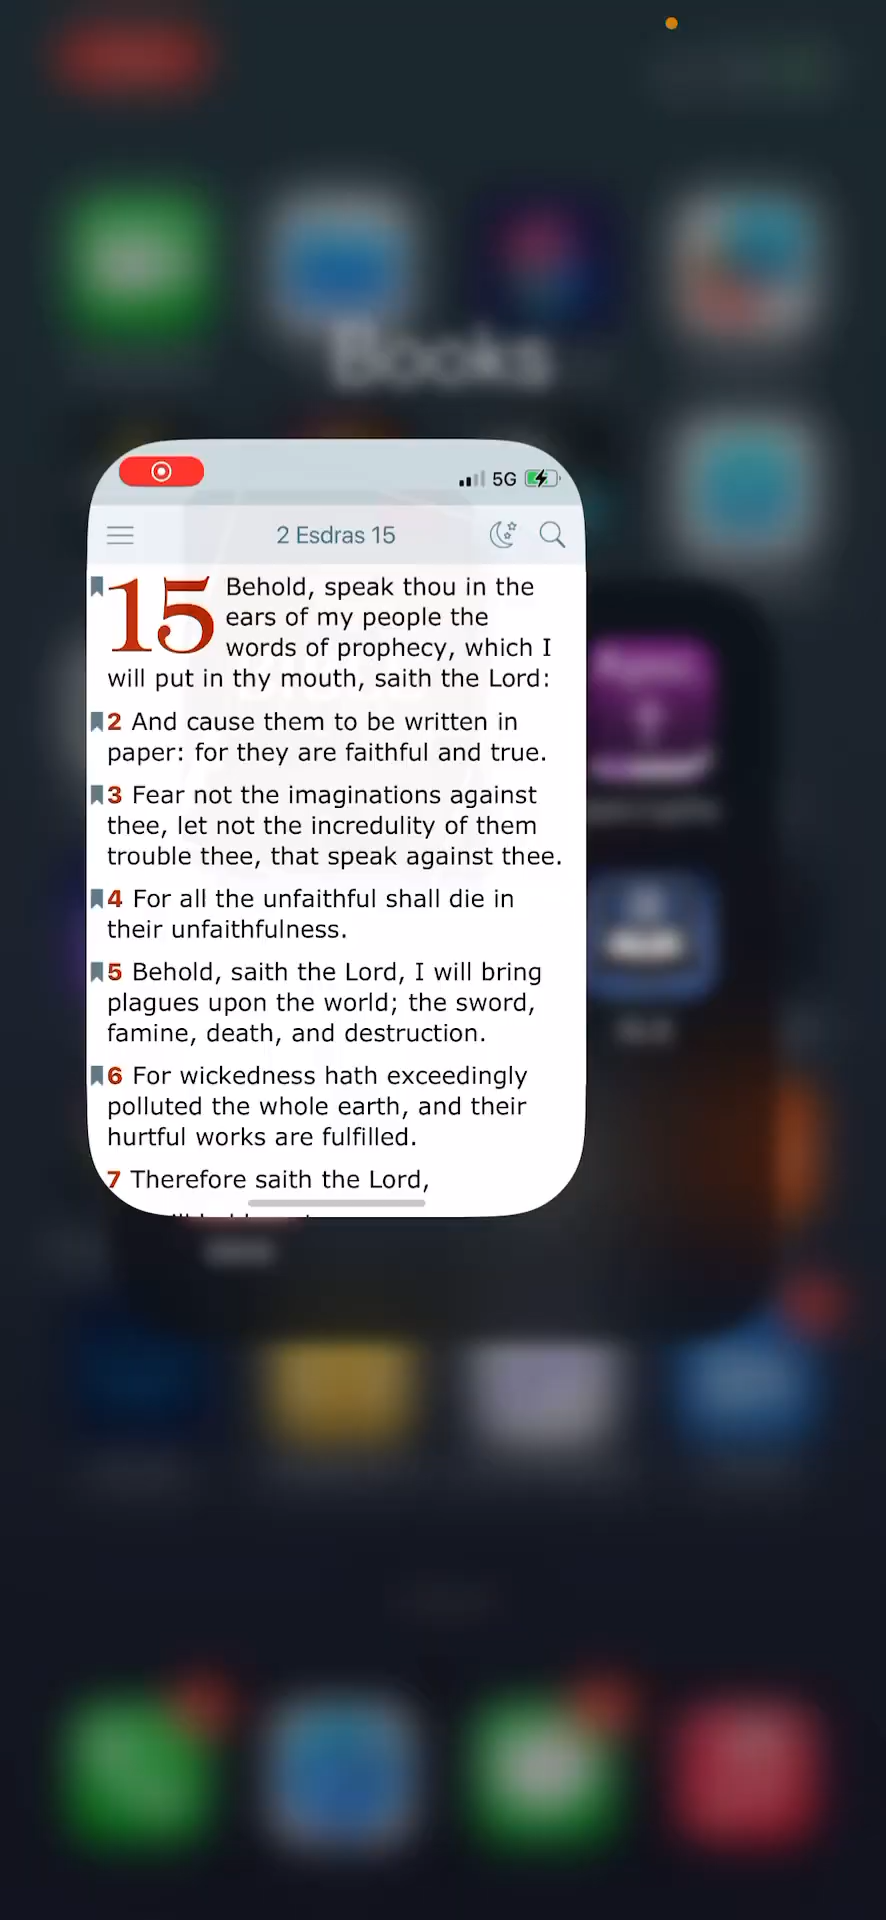 Books
5G
2 Esdras 15
15 Behold, speak thou in the
ears of my people the
words of prophecy, which I
will put in thy mouth, saith the Lord:
2 And cause them to be written in
paper: for they are faithful and true.
3 Fear not the imaginations against
thee, let not the incredulity of them
trouble thee, that speak against thee.
4 For all the unfaithful shall die in
their unfaithfulness.
5 Behold, saith the Lord, I will bring
plagues upon the world; the sword,
famine, death, and destruction.
6 For wickedness hath exceedingly
polluted the whole earth, and their
hurtful works are fulfilled.
7 Therefore saith the Lord,